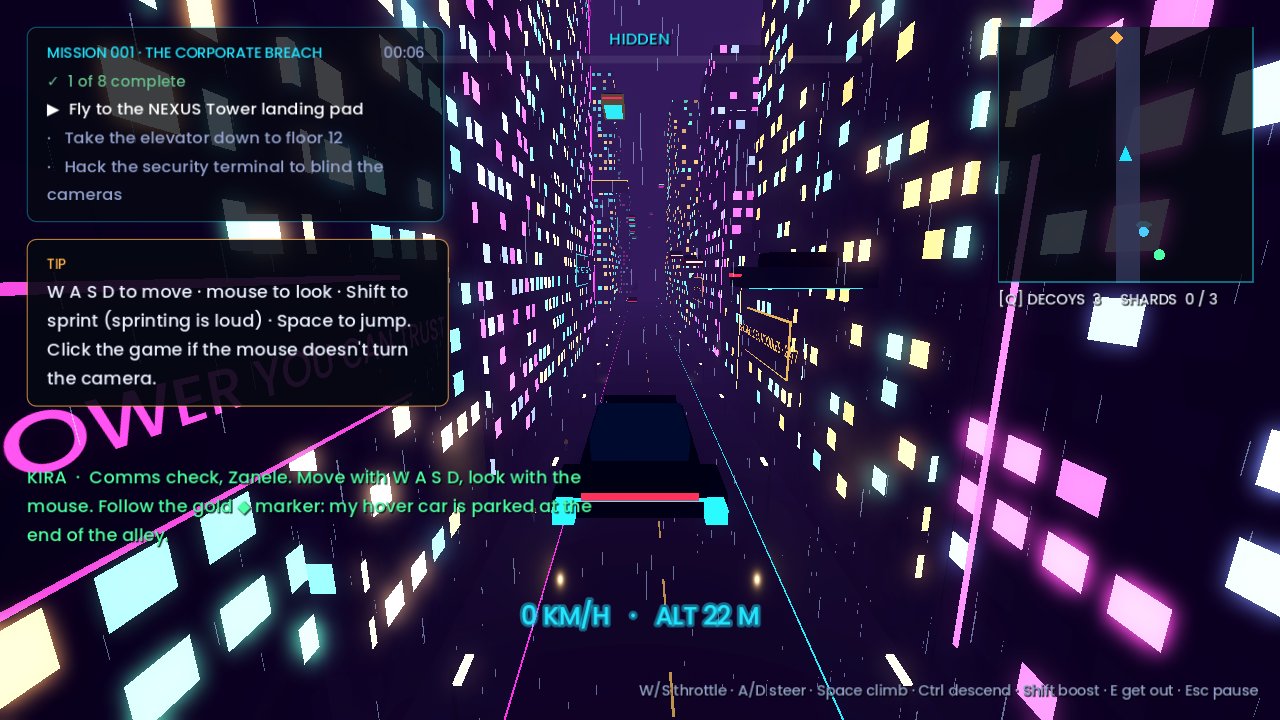 MISSION 001 · THE CORPORATE BREACH 00:06
✓ 1 of 8 complete
▶ Fly to the NEXUS Tower landing pad
· Take the elevator down to floor 12
· Hack the security terminal to blind the
cameras
HIDDEN
[Q] DECOYS 3 SHARDS 0 / 3
TIP
W A S D to move · mouse to look · Shift to
sprint (sprinting is loud) · Space to jump.
Click the game if the mouse doesn't turn
the camera.
OWER YOU CAN TRUST
KIRA · Comms check, Zanele. Move with W A S D, look with the
mouse. Follow the gold ◆ marker: my hover car is parked at the
end of the alley.
0 KM/H · ALT 22 M
W/S throttle · A/D steer · Space climb · Ctrl descend · Shift boost · E get out · Esc pause